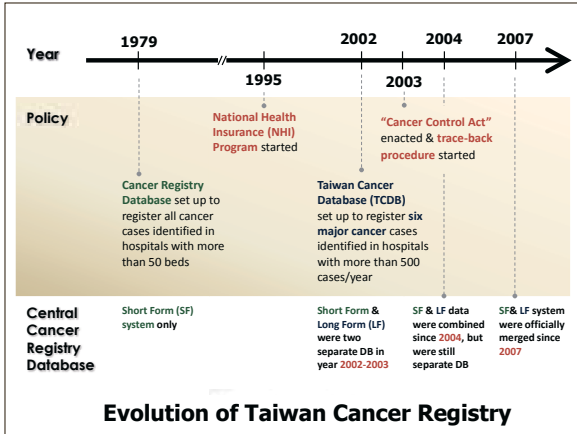 Year
1979
1995
2002
2003
2004
2007
Policy
National Health
Insurance (NHI)
Program started
“Cancer Control Act”
enacted & trace-back
procedure started
Cancer Registry
Database set up to
register all cancer
cases identified in
hospitals with more
than 50 beds
Taiwan Cancer
Database (TCDB)
set up to register six
major cancer cases
identified in hospitals
with more than 500
cases/year
Central
Cancer
Registry
Database
Short Form (SF)
system only
Short Form &
Long Form (LF)
were two
separate DB in
year 2002-2003
SF & LF data
were combined
since 2004, but
were still
separate DB
SF& LF system
were officially
merged since
2007
Evolution of Taiwan Cancer Registry